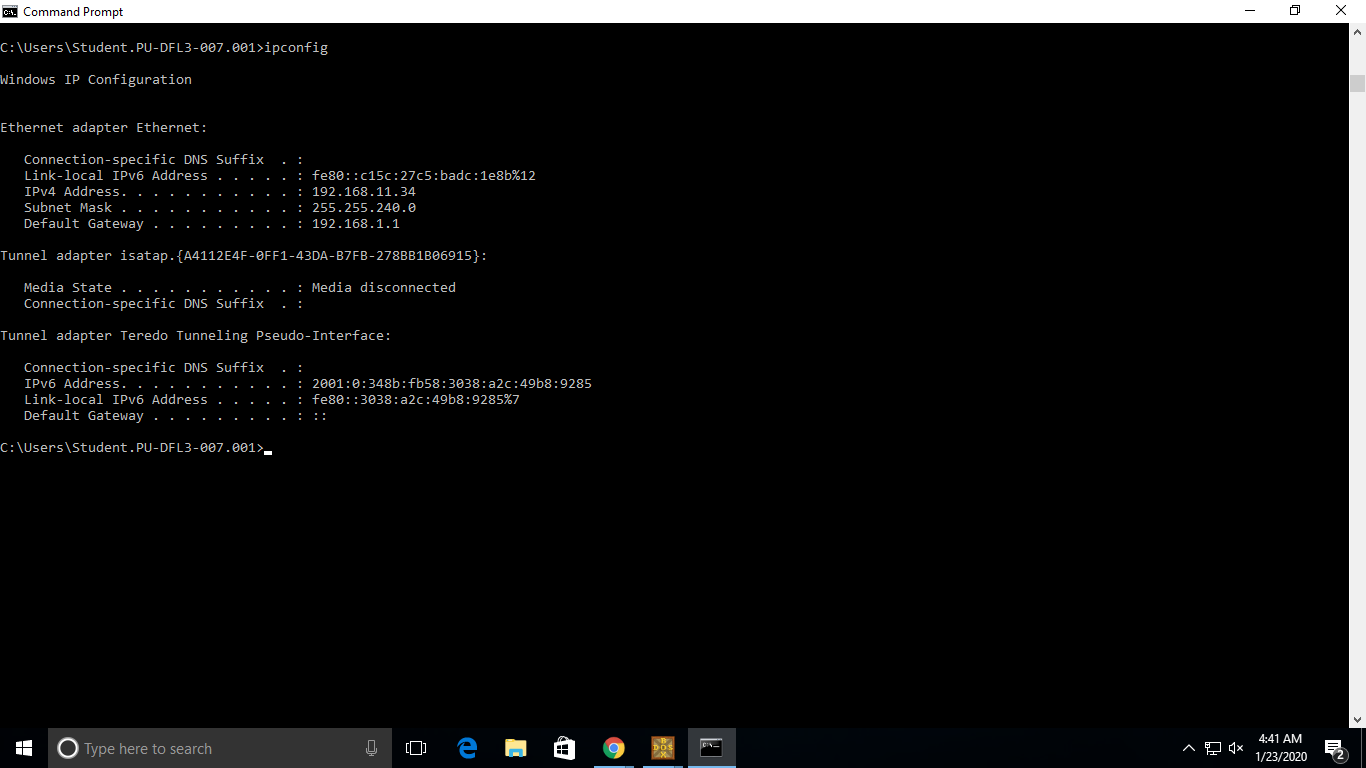 Command Prompt
C:\Users\Student.PU-DFL3-007.001>ipconfig
Windows IP Configuration
Ethernet adapter Ethernet:
   Connection-specific DNS Suffix  . :
   Link-local IPv6 Address . . . . . : fe80::c15c:27c5:badc:1e8b%12
   IPv4 Address. . . . . . . . . . . : 192.168.11.34
   Subnet Mask . . . . . . . . . . . : 255.255.240.0
   Default Gateway . . . . . . . . . : 192.168.1.1
Tunnel adapter isatap.{A4112E4F-0FF1-43DA-B7FB-278BB1B06915}:
   Media State . . . . . . . . . . . : Media disconnected
   Connection-specific DNS Suffix  . :
Tunnel adapter Teredo Tunneling Pseudo-Interface:
   Connection-specific DNS Suffix  . :
   IPv6 Address. . . . . . . . . . . : 2001:0:348b:fb58:3038:a2c:49b8:9285
   Link-local IPv6 Address . . . . . : fe80::3038:a2c:49b8:9285%7
   Default Gateway . . . . . . . . . : ::
C:\Users\Student.PU-DFL3-007.001>
Type here to search
4:41 AM
1/23/2020
2